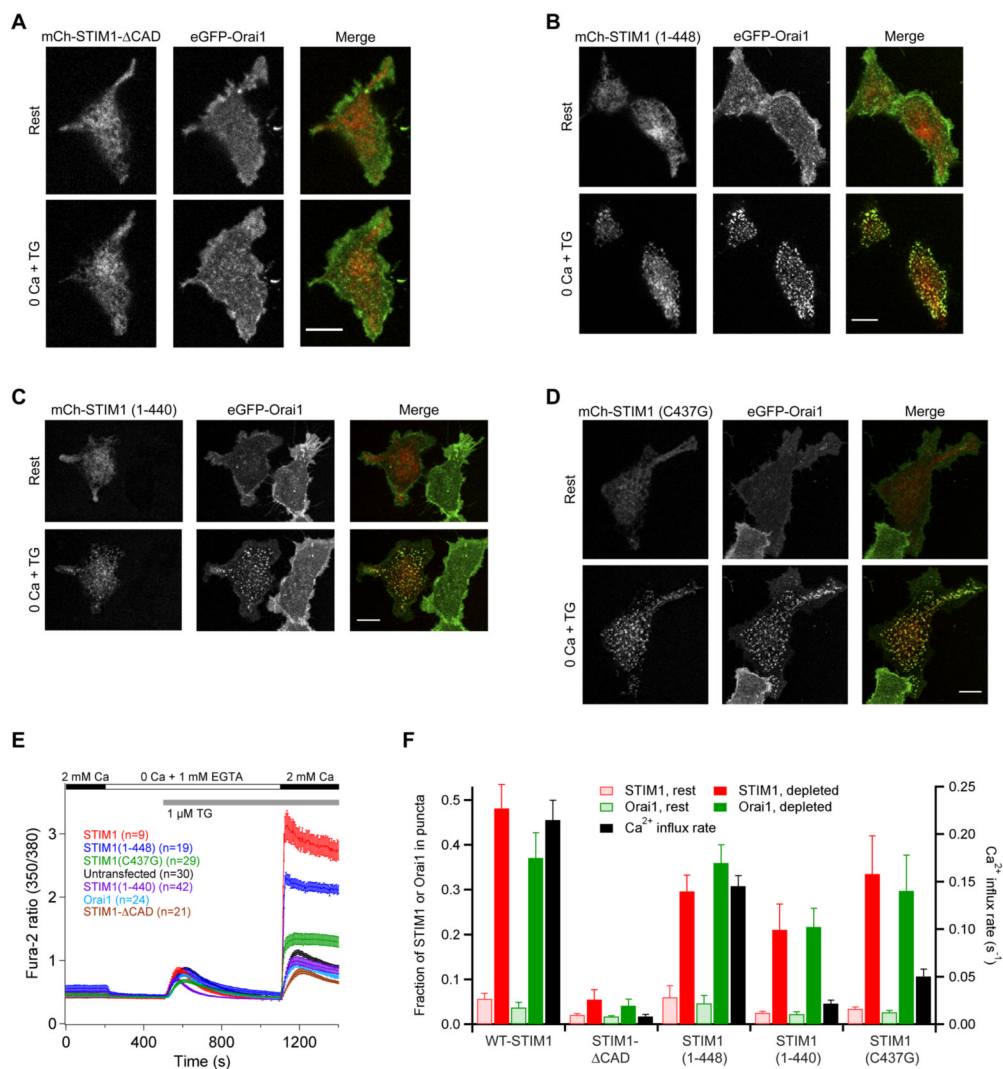 A
mCh-STIM1-ΔCAD eGFP-Orai1 Merge
Rest
0 Ca + TG
B
mCh-STIM1 (1-448) eGFP-Orai1 Merge
Rest
0 Ca + TG
C
mCh-STIM1 (1-440) eGFP-Orai1 Merge
Rest
0 Ca + TG
D
mCh-STIM1 (C437G) eGFP-Orai1 Merge
Rest
0 Ca + TG
E
2 mM Ca 0 Ca + 1 mM EGTA 2 mM Ca
1 µM TG
STIM1 (n=9)
STIM1(1-448) (n=19)
STIM1(C437G) (n=29)
Untransfected (n=30)
STIM1(1-440) (n=42)
Orai1 (n=24)
STIM1-ΔCAD (n=21)
Fura-2 ratio (350/380)
3
2
1
0
0 400 800 1200
Time (s)
F
STIM1, rest STIM1, depleted
Orai1, rest Orai1, depleted
Ca2+ influx rate
Fraction of STIM1 or Orai1 in puncta
0.5
0.4
0.3
0.2
0.1
0.0
0.25
0.20
0.15
0.10
0.05
0.00
Ca2+ influx rate (s-1)
WT-STIM1 STIM1- STIM1 STIM1 STIM1
ΔCAD (1-448) (1-440) (C437G)